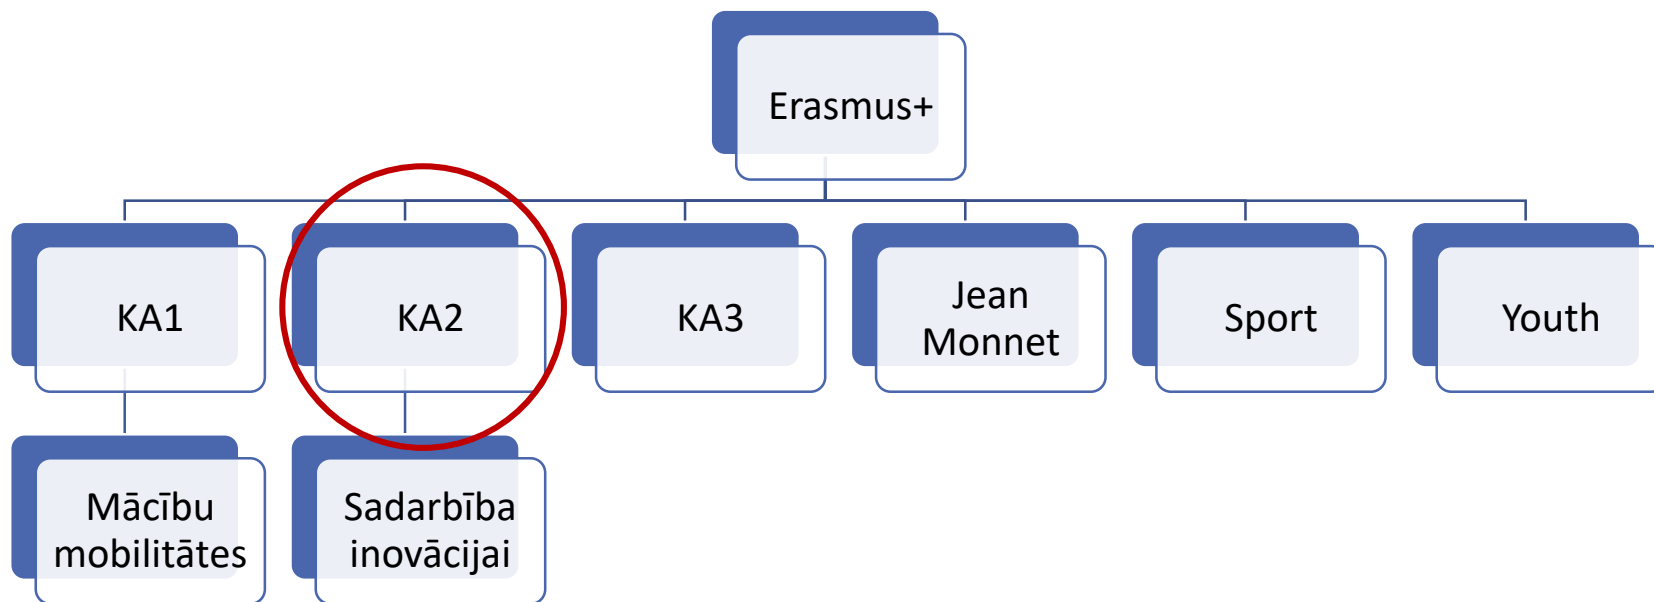 Erasmus+
KA1
KA2
KA3
Jean
Monnet
Sport
Youth
Mācību
mobilitātes
Sadarbība
inovācijai